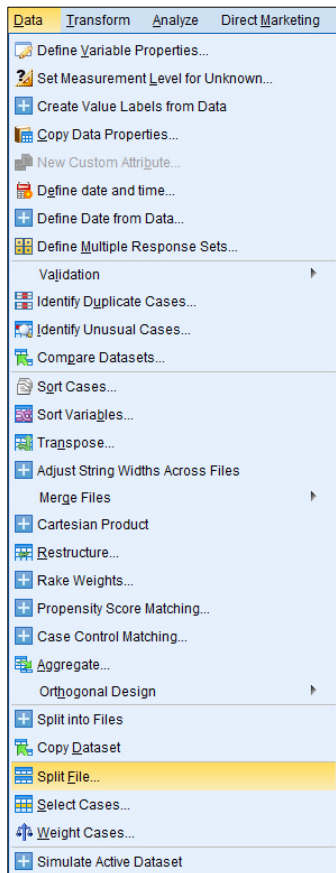 Data Transform Analyze Direct Marketing
Define Variable Properties...
Set Measurement Level for Unknown...
Create Value Labels from Data
Copy Data Properties...
New Custom Attribute...
Define date and time...
Define Date from Data...
Define Multiple Response Sets...
Validation
Identify Duplicate Cases...
Identify Unusual Cases...
Compare Datasets...
Sort Cases...
Sort Variables...
Transpose...
Adjust String Widths Across Files
Merge Files
Cartesian Product
Restructure...
Rake Weights...
Propensity Score Matching...
Case Control Matching...
Aggregate...
Orthogonal Design
Split into Files
Copy Dataset
Split File...
Select Cases...
Weight Cases...
Simulate Active Dataset